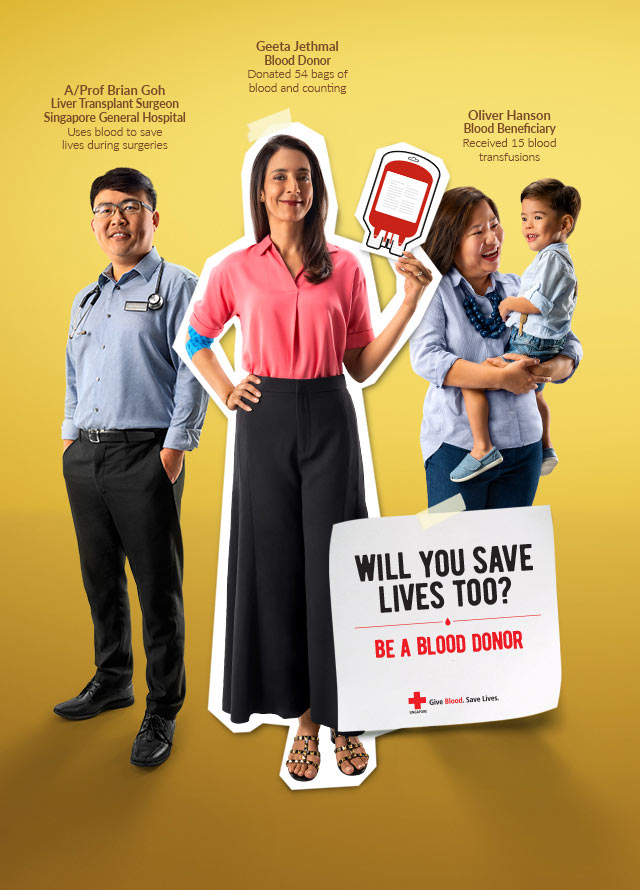 Geeta Jethmal
Blood Donor
Donated 54 bags of
blood and counting
A/Prof Brian Goh
Liver Transplant Surgeon
Singapore General Hospital
Uses blood to save
lives during surgeries
Oliver Hanson
Blood Beneficiary
Received 15 blood
transfusions
WILL YOU SAVE
LIVES TOO?
BE A BLOOD DONOR
Give Blood. Save Lives.
SINGAPORE